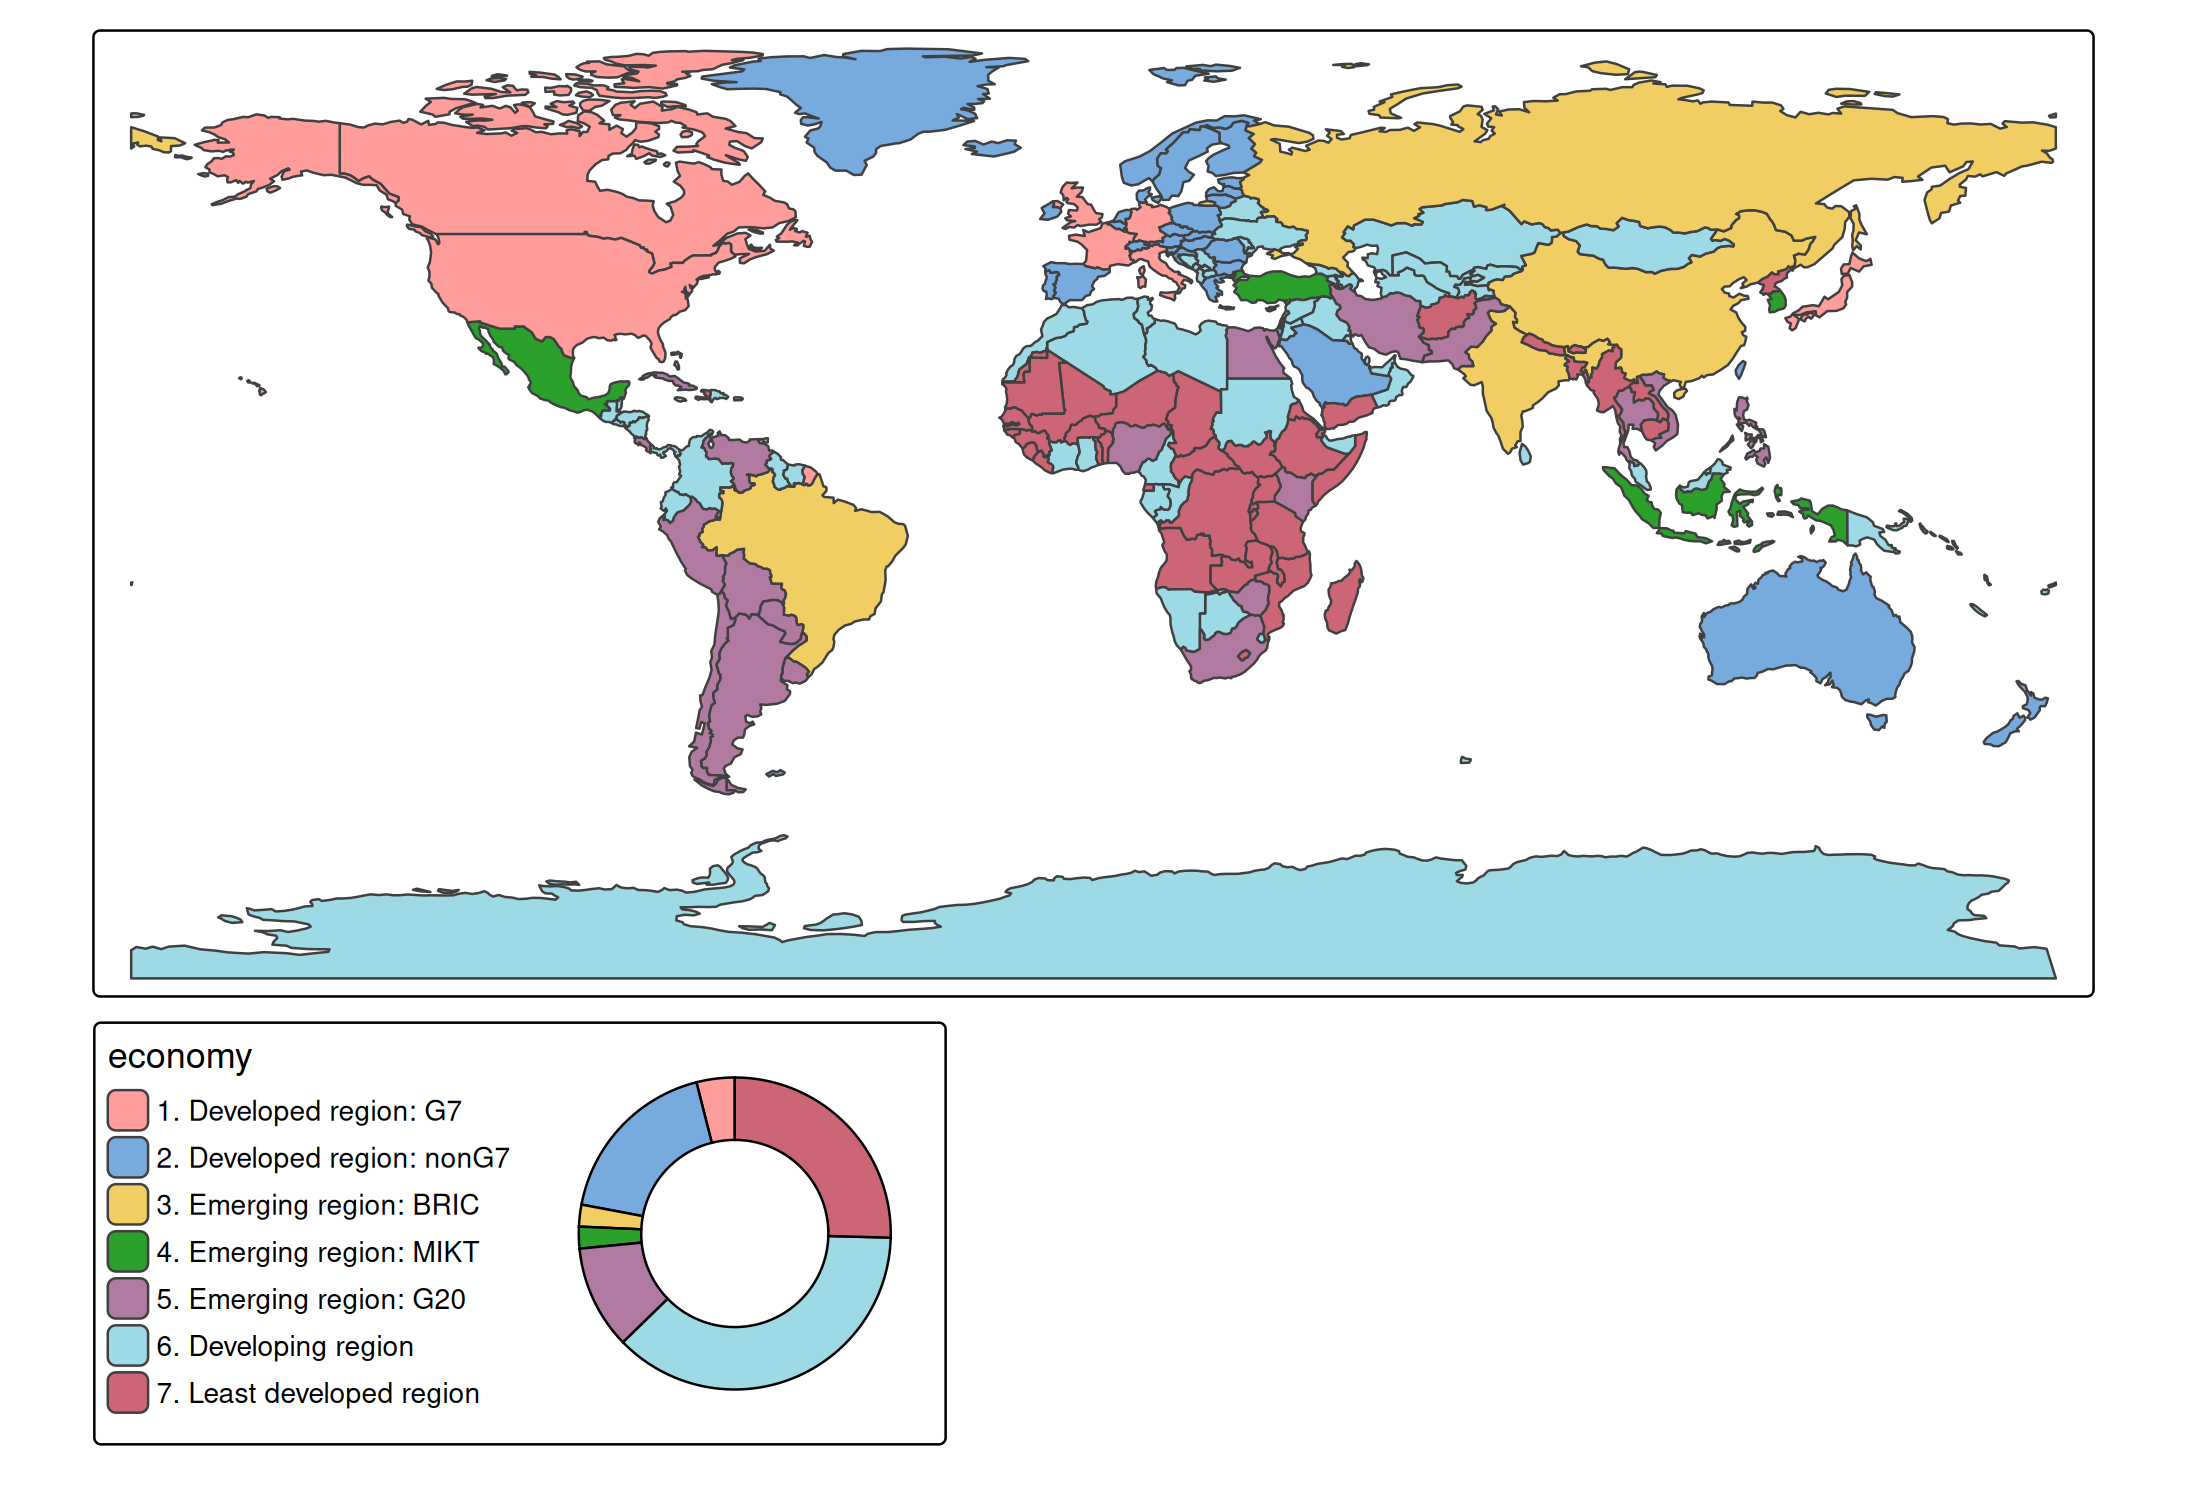 economy
1. Developed region: G7
2. Developed region: nonG7
3. Emerging region: BRIC
4. Emerging region: MIKT
5. Emerging region: G20
6. Developing region
7. Least developed region